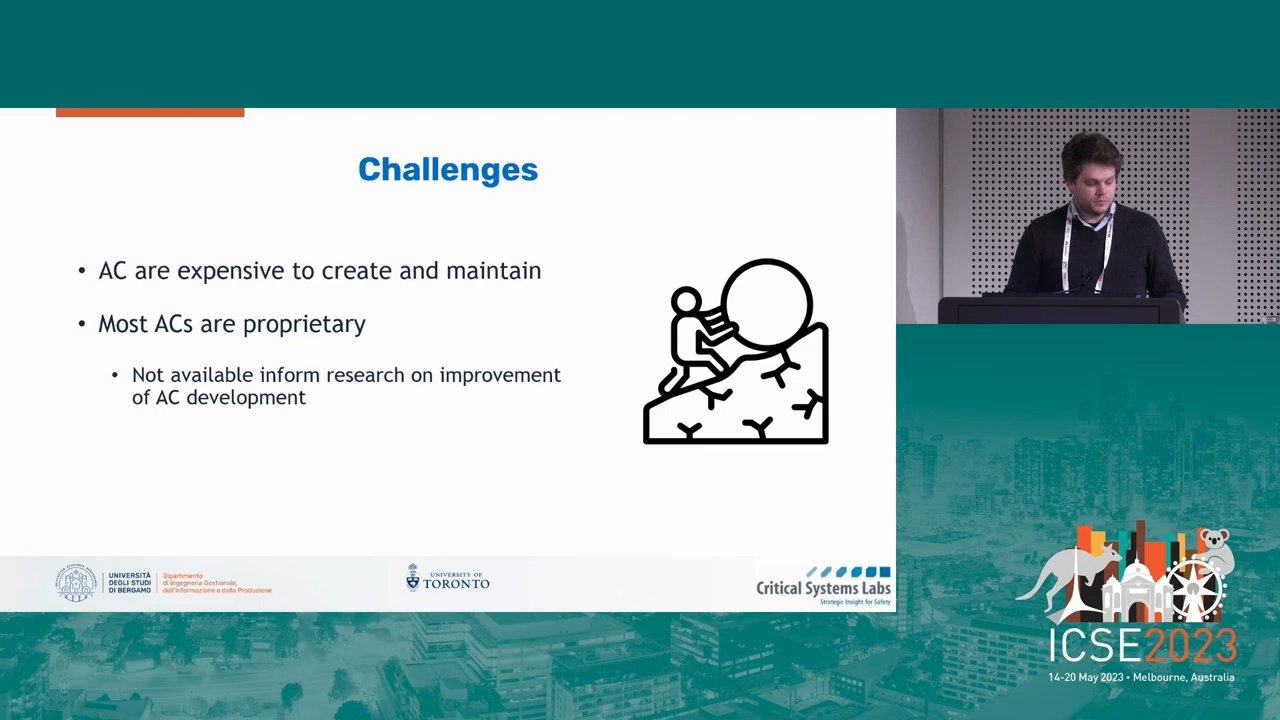 Challenges
• AC are expensive to create and maintain
• Most ACs are proprietary
• Not available inform research on improvement
of AC development
UNIVERSITÀ
DEGLI STUDI
DI BERGAMO
Dipartimento
di Ingegneria Gestionale,
dell'Informazione e della Produzione
UNIVERSITY OF
TORONTO
Critical Systems Labs
Strategic Insight for Safety
ICSE2023
14-20 May 2023 • Melbourne, Australia